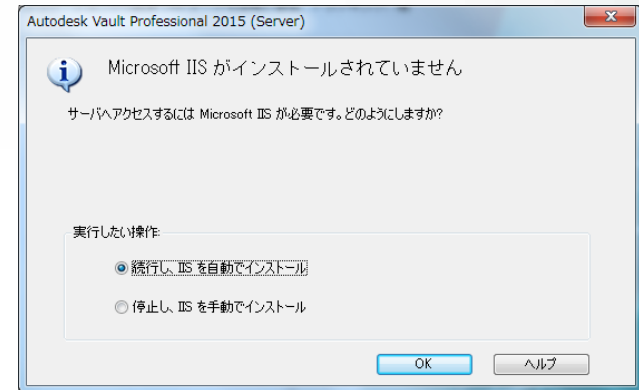 Autodesk Vault Professional 2015 (Server)
Microsoft IIS がインストールされていません
サーバへアクセスするには Microsoft IIS が必要です。どのようにしますか?
実行したい操作:
続行し、IIS を自動でインストール
停止し、IIS を手動でインストール
OK
ヘルプ